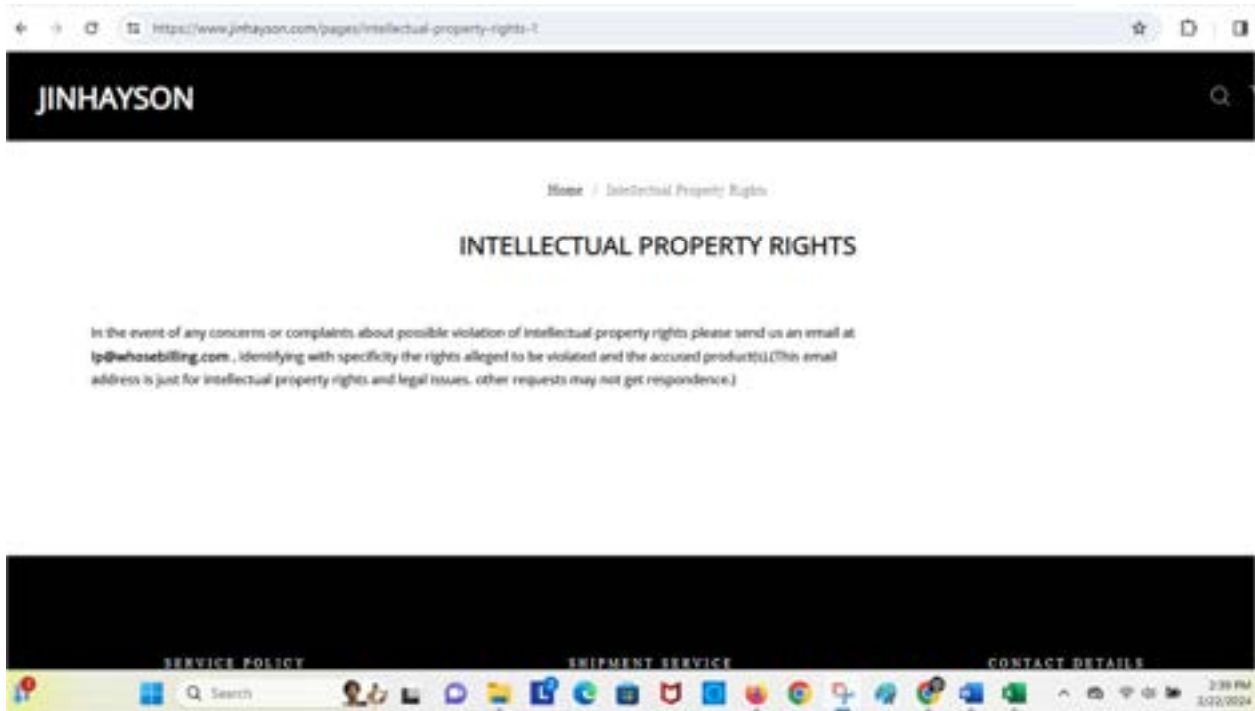 https://www.jinhayson.com/pages/intellectual-property-rights-1
JINHAYSON
Home / Intellectual Property Rights
INTELLECTUAL PROPERTY RIGHTS
In the event of any concerns or complaints about possible violation of intellectual property rights please send us an email at
ip@whosebilling.com , identifying with specificity the rights alleged to be violated and the accused product(s).(This email
address is just for intellectual property rights and legal issues. other requests may not get respondence.)
SERVICE POLICY SHIPMENT SERVICE CONTACT DETAILS
Search
2:39 PM